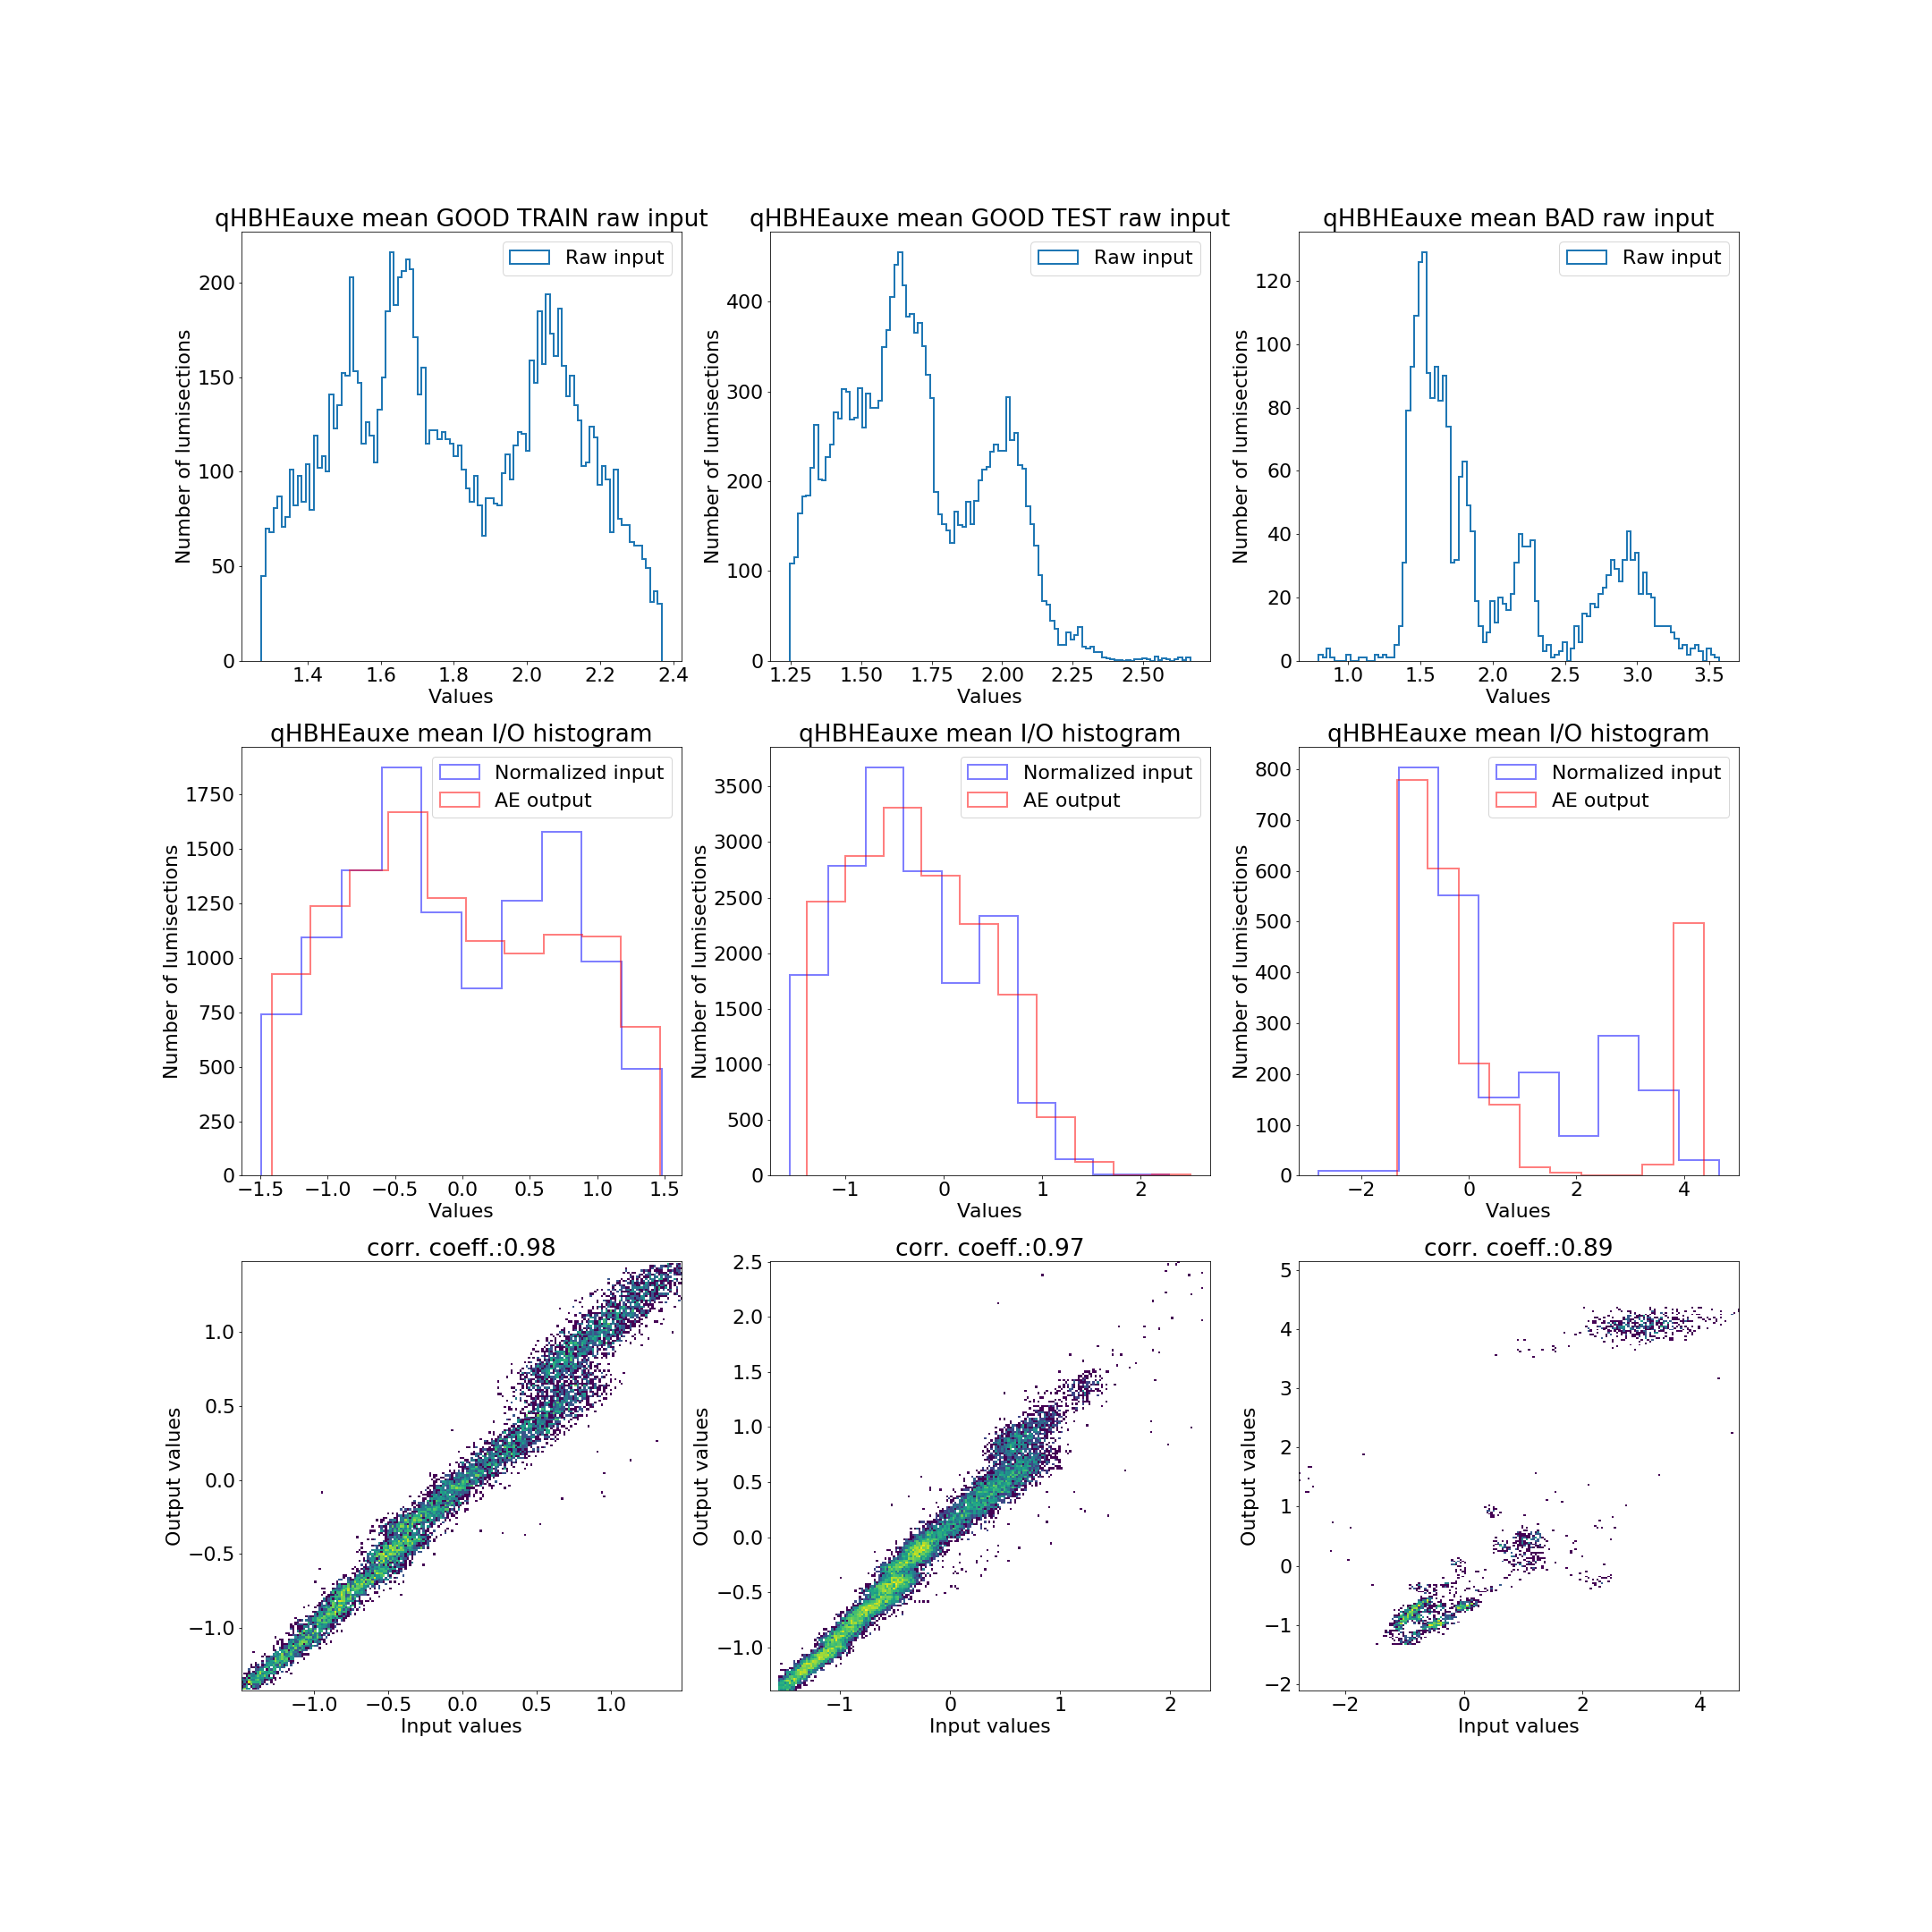 qHBHEauxe mean GOOD TRAIN raw input
Raw input
Number of lumisections
200
150
100
50
0
1.4 1.6 1.8 2.0 2.2 2.4
Values
qHBHEauxe mean GOOD TEST raw input
Raw input
Number of lumisections
400
300
200
100
0
1.25 1.50 1.75 2.00 2.25 2.50
Values
qHBHEauxe mean BAD raw input
Raw input
Number of lumisections
120
100
80
60
40
20
0
1.0 1.5 2.0 2.5 3.0 3.5
Values
qHBHEauxe mean I/O histogram
Normalized input
AE output
Number of lumisections
1750
1500
1250
1000
750
500
250
0
−1.5 −1.0 −0.5 0.0 0.5 1.0 1.5
Values
qHBHEauxe mean I/O histogram
Normalized input
AE output
Number of lumisections
3500
3000
2500
2000
1500
1000
500
0
−1 0 1 2
Values
qHBHEauxe mean I/O histogram
Normalized input
AE output
Number of lumisections
800
700
600
500
400
300
200
100
0
−2 0 2 4
Values
corr. coeff.:0.98
Output values
1.0
0.5
0.0
−0.5
−1.0
−1.0 −0.5 0.0 0.5 1.0
Input values
corr. coeff.:0.97
Output values
2.5
2.0
1.5
1.0
0.5
0.0
−0.5
−1.0
−1 0 1 2
Input values
corr. coeff.:0.89
Output values
5
4
3
2
1
0
−1
−2
−2 0 2 4
Input values